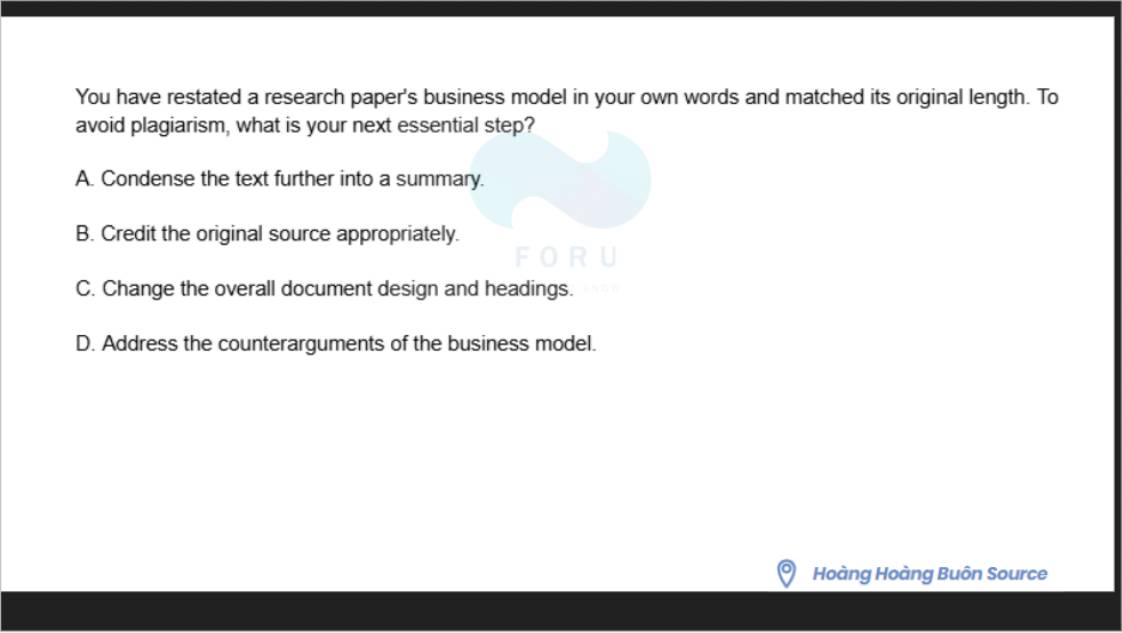 You have restated a research paper's business model in your own words and matched its original length. To
avoid plagiarism, what is your next essential step?
A. Condense the text further into a summary.
B. Credit the original source appropriately.
FORU
C. Change the overall document design and headings.
D. Address the counterarguments of the business model.
Hoàng Hoàng Buôn Source